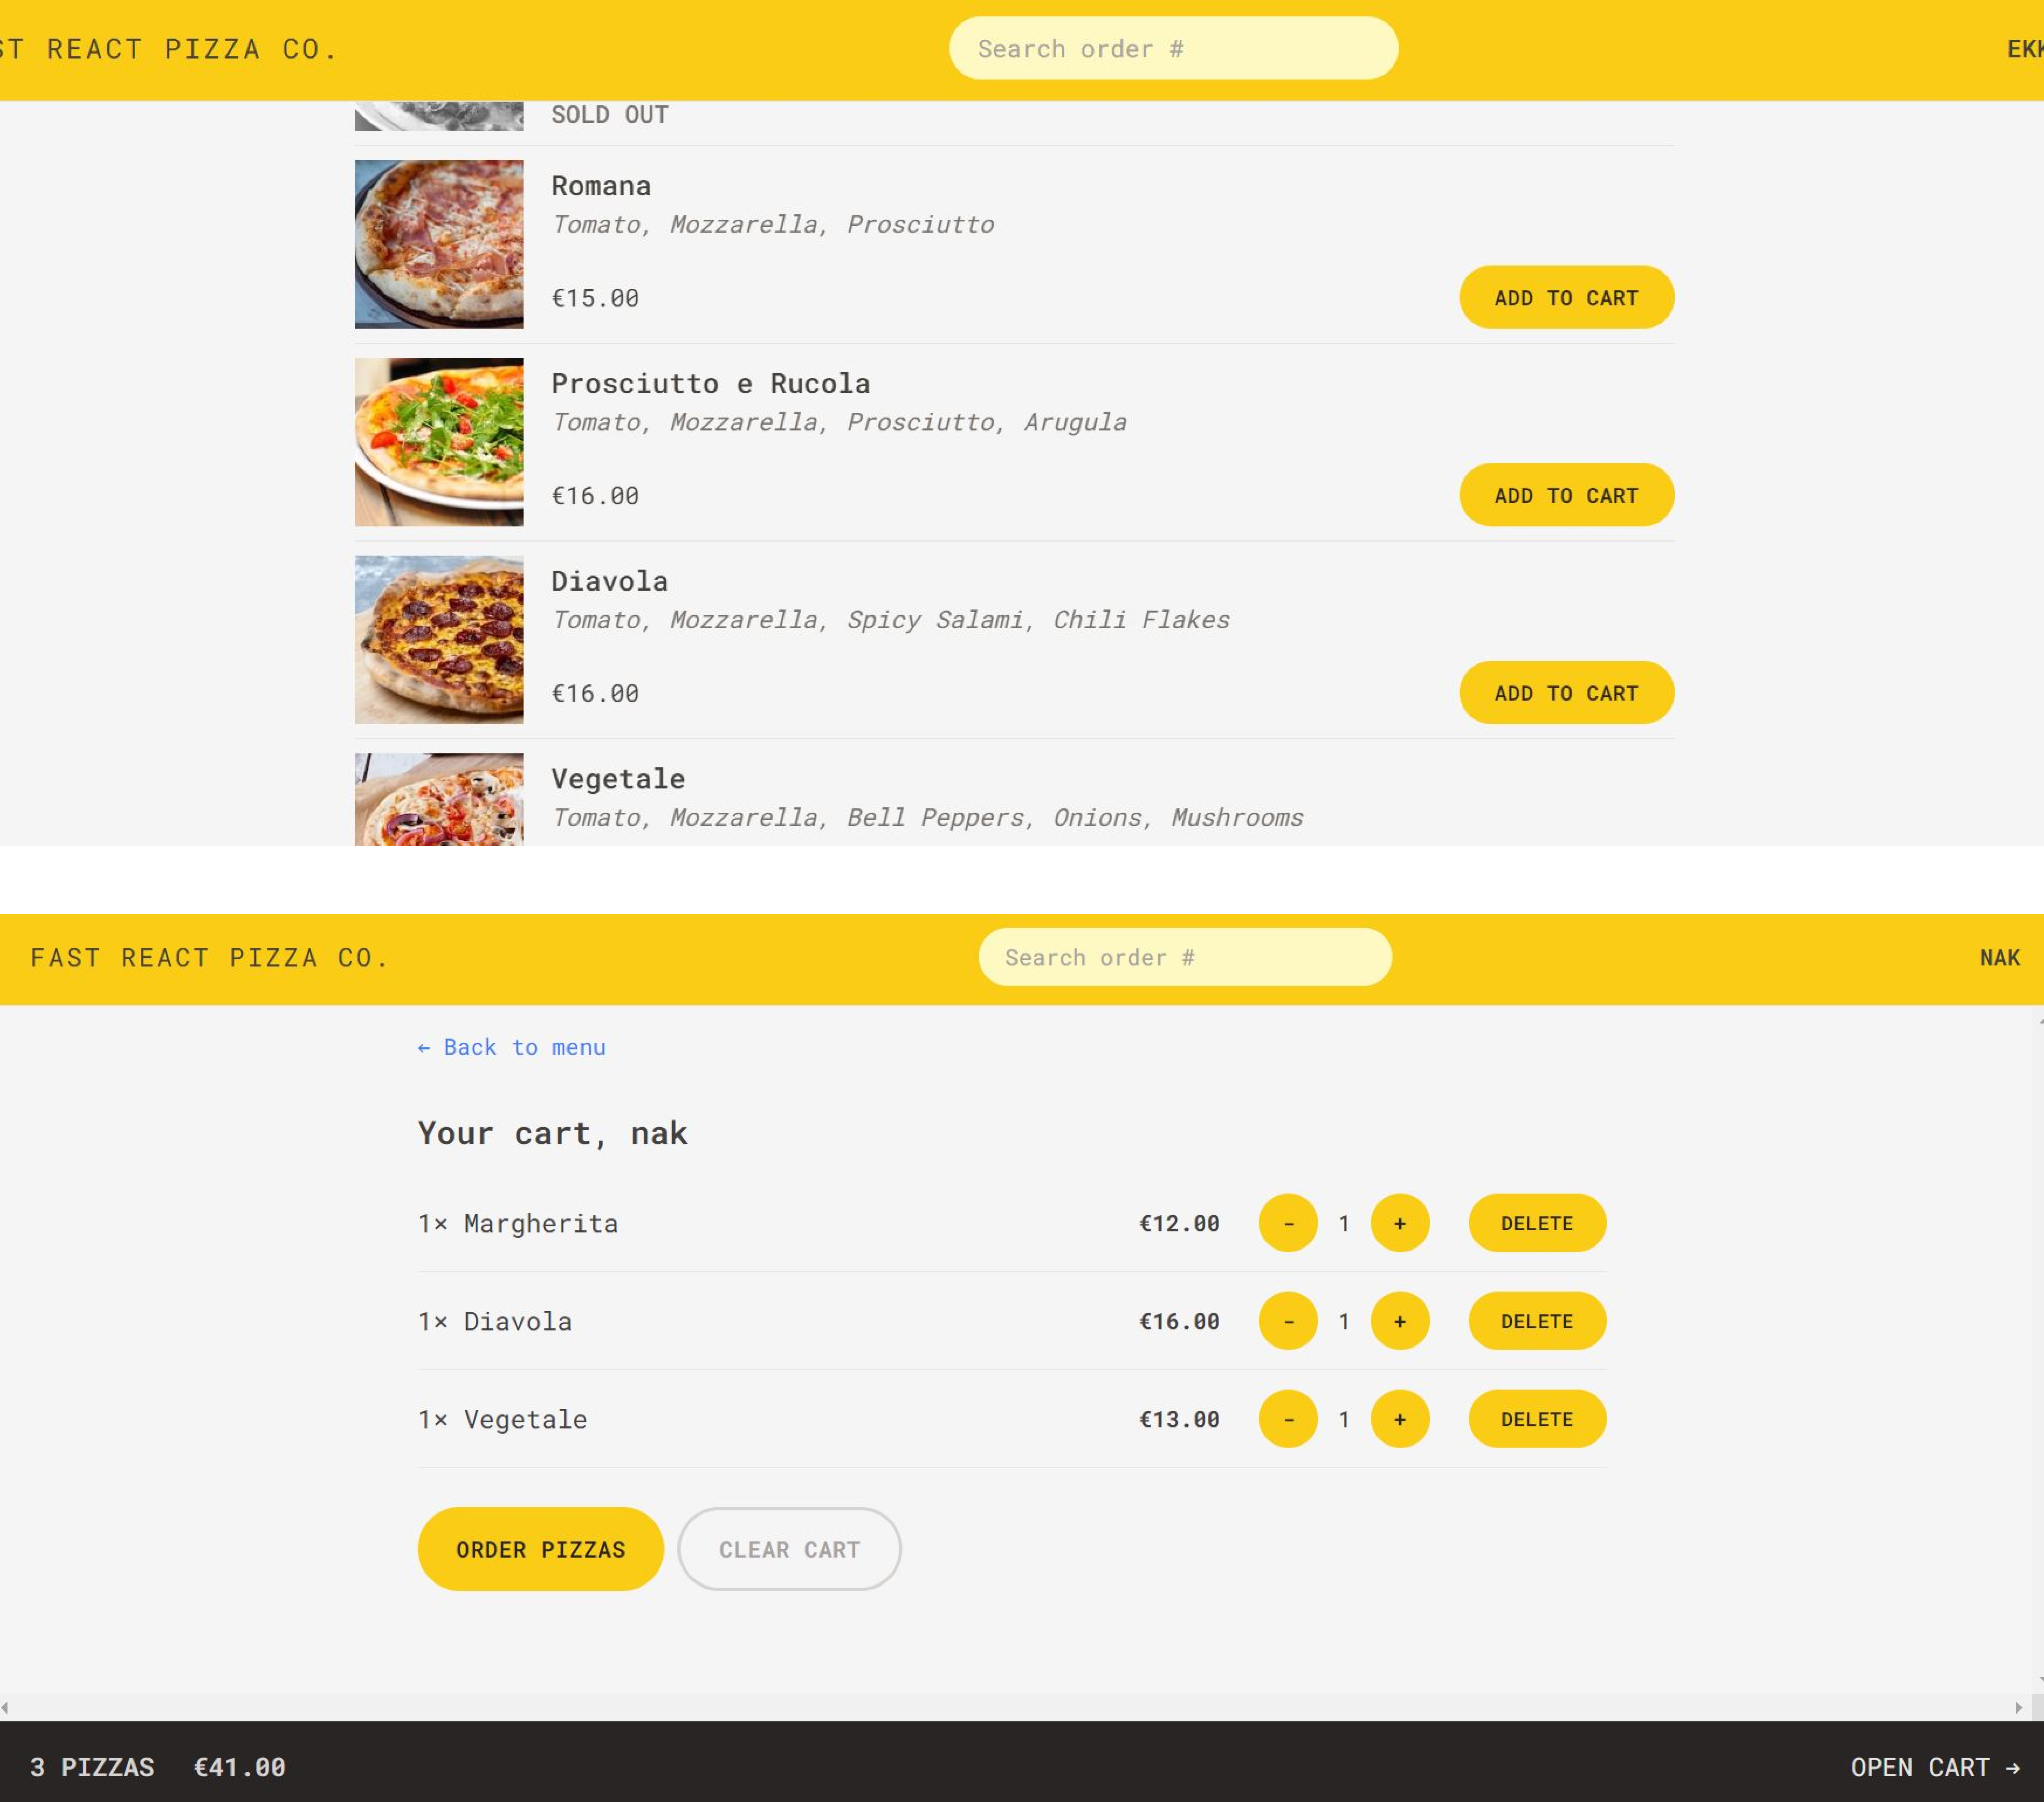 ST REACT PIZZA CO.
Search order #
EKK
SOLD OUT
Romana
Tomato, Mozzarella, Prosciutto
€15.00
ADD TO CART
Prosciutto e Rucola
Tomato, Mozzarella, Prosciutto, Arugula
€16.00
ADD TO CART
Diavola
Tomato, Mozzarella, Spicy Salami, Chili Flakes
€16.00
ADD TO CART
Vegetale
Tomato, Mozzarella, Bell Peppers, Onions, Mushrooms
FAST REACT PIZZA CO.
Search order #
NAK
← Back to menu
Your cart, nak
1× Margherita €12.00 - 1 + DELETE
1× Diavola €16.00 - 1 + DELETE
1× Vegetale €13.00 - 1 + DELETE
ORDER PIZZAS
CLEAR CART
3 PIZZAS €41.00
OPEN CART →